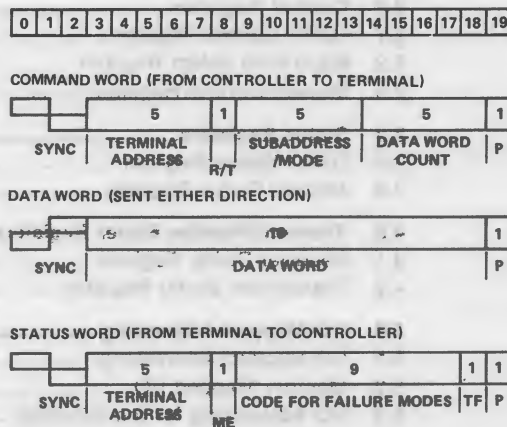 0 1 2 3 4 5 6 7 8 9 10 11 12 13 14 15 16 17 18 19
COMMAND WORD (FROM CONTROLLER TO TERMINAL)
5 1 5 5 1
SYNC TERMINAL ADDRESS R/T SUBADDRESS /MODE DATA WORD COUNT P
DATA WORD (SENT EITHER DIRECTION)
16 1
SYNC DATA WORD P
STATUS WORD (FROM TERMINAL TO CONTROLLER)
5 1 9 1 1
SYNC TERMINAL ADDRESS ME CODE FOR FAILURE MODES TF P